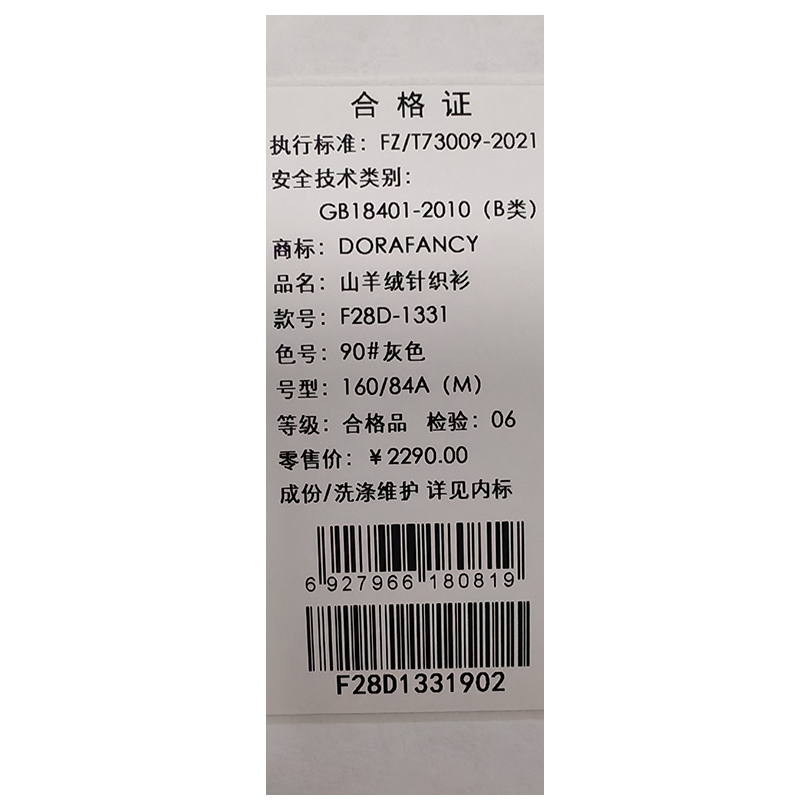 合格证
执行标准：FZ/T73009-2021
安全技术类别：
GB18401-2010（B类）
商标：DORAFANCY
品名：山羊绒针织衫
款号：F28D-1331
色号：90#灰色
号型：160/84A（M）
等级：合格品 检验：06
零售价：￥2290.00
成份/洗涤维护 详见内标
6 927966 180819
F28D1331902